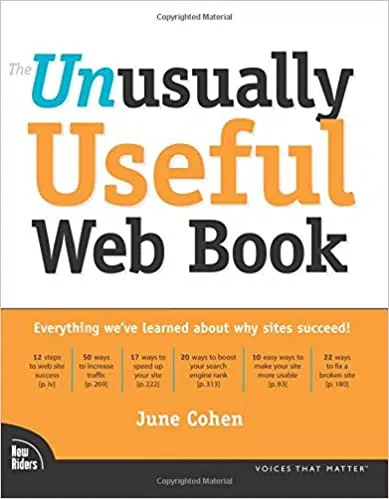 Copyrighted Material
The Unusually
Useful
Web Book
Everything we've learned about why sites succeed!
12 steps
to web site
success
[p. iv]
50 ways
to increase
traffic
[p. 269]
17 ways to
speed up
your site
[p. 222]
20 ways to boost
your search
engine rank
[p. 313]
10 easy ways to
make your site
more usable
[p. 83]
22 ways
to fix a
broken site
[p. 180]
June Cohen
New
Riders
VOICES THAT MATTER™
Copyrighted Material